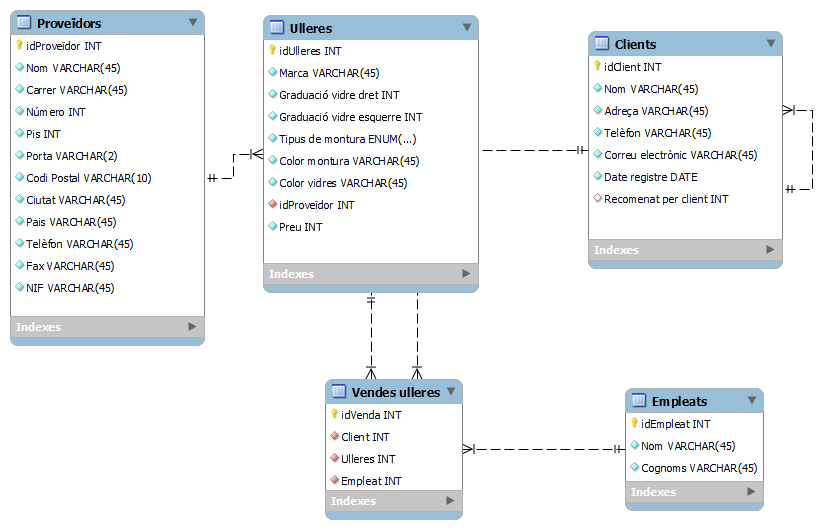 Proveïdors
idProveïdor INT
Nom VARCHAR(45)
Carrer VARCHAR(45)
Número INT
Pis INT
Porta VARCHAR(2)
Codi Postal VARCHAR(10)
Ciutat VARCHAR(45)
Pais VARCHAR(45)
Telèfon VARCHAR(45)
Fax VARCHAR(45)
NIF VARCHAR(45)
Indexes
Ulleres
idUlleres INT
Marca VARCHAR(45)
Graduació vidre dret INT
Graduació vidre esquerre INT
Tipus de montura ENUM(...)
Color montura VARCHAR(45)
Color vidres VARCHAR(45)
idProveïdor INT
Preu INT
Indexes
Clients
idClient INT
Nom VARCHAR(45)
Adreça VARCHAR(45)
Telèfon VARCHAR(45)
Correu electrònic VARCHAR(45)
Date registre DATE
Recomenat per client INT
Indexes
Vendes ulleres
idVenda INT
Client INT
Ulleres INT
Empleat INT
Indexes
Empleats
idEmpleat INT
Nom VARCHAR(45)
Cognoms VARCHAR(45)
Indexes